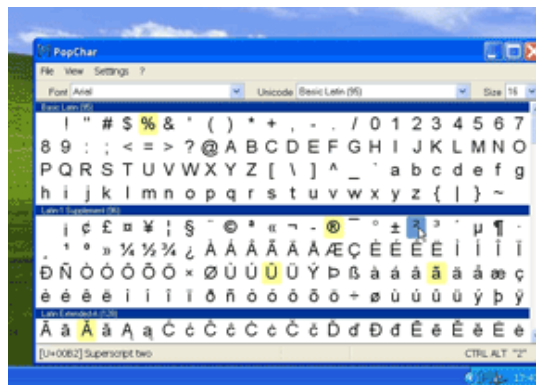 PopChar
File View Settings ?
Font Arial Unicode Basic Latin (95) Size 16
Basic Latin (95)
! " # $ % & ' ( ) * + , - . / 0 1 2 3 4 5 6 7
8 9 : ; < = > ? @ A B C D E F G H I J K L M N O
P Q R S T U V W X Y Z [ \ ] ^ _ ` a b c d e f g
h i j k l m n o p q r s t u v w x y z { | } ~
Latin-1 Supplement (96)
¡ ¢ £ ¤ ¥ ¦ § ¨ © ª « ¬ - ® ¯ ° ± ² ³ ´ µ ¶ ·
¸ ¹ º » ¼ ½ ¾ ¿ À Á Â Ã Ä Å Æ Ç È É Ê Ë Ì Í Î Ï
Ð Ñ Ò Ó Ô Õ Ö × Ø Ù Ú Û Ü Ý Þ ß à á â ã ä å æ ç
è é ê ë ì í î ï ð ñ ò ó ô õ ö ÷ ø ù ú û ü ý þ ÿ
Latin Extended-A (128)
Ā ā Ă ă Ą ą Ć ć Ĉ ĉ Ċ ċ Č č Ď ď Đ đ Ē ē Ĕ ĕ Ė ė
[U+00B2] Superscript two CTRL ALT "2"